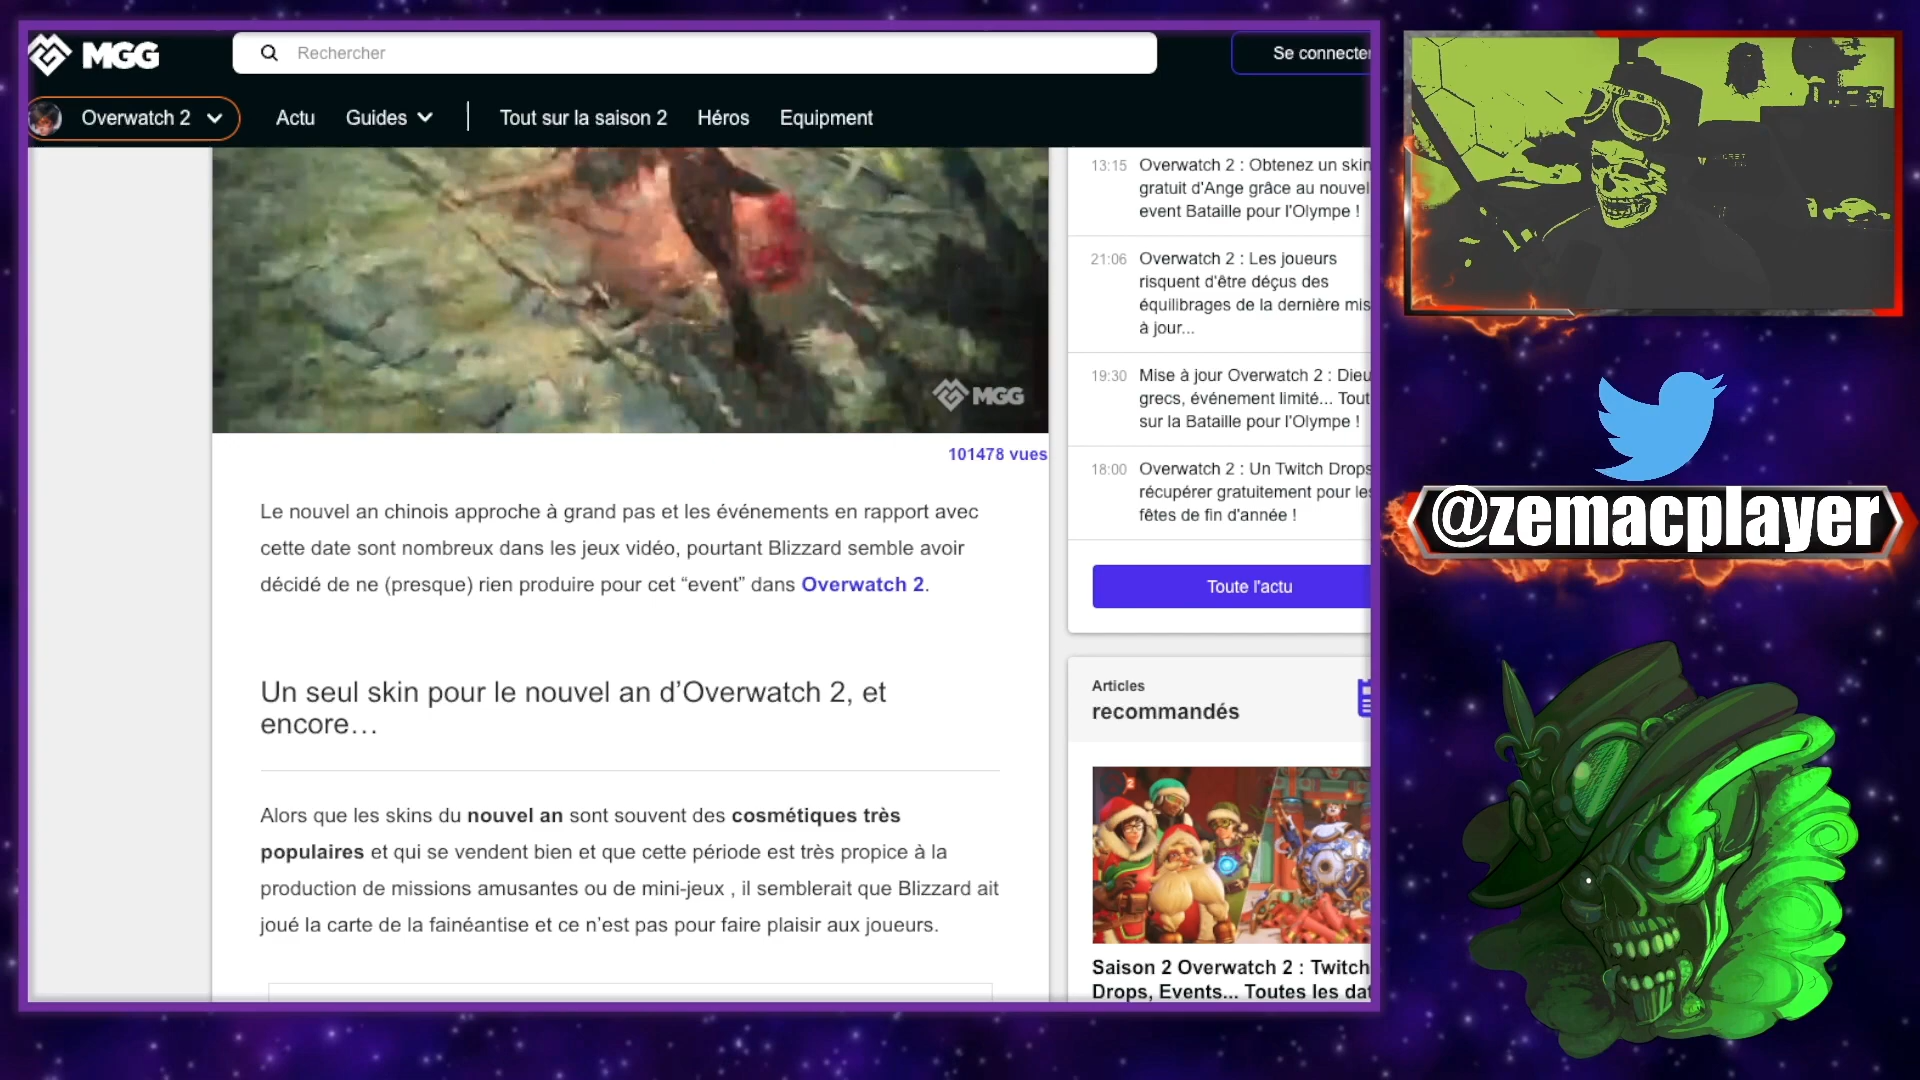 MGG
Rechercher
Se connecter
Overwatch 2
Actu
Guides
Tout sur la saison 2
Héros
Equipment
MGG
101478 vues
Le nouvel an chinois approche à grand pas et les événements en rapport avec
cette date sont nombreux dans les jeux vidéo, pourtant Blizzard semble avoir
décidé de ne (presque) rien produire pour cet “event” dans Overwatch 2.
Un seul skin pour le nouvel an d’Overwatch 2, et
encore…
Alors que les skins du nouvel an sont souvent des cosmétiques très
populaires et qui se vendent bien et que cette période est très propice à la
production de missions amusantes ou de mini-jeux , il semblerait que Blizzard ait
joué la carte de la fainéantise et ce n’est pas pour faire plaisir aux joueurs.
13:15 Overwatch 2 : Obtenez un skin
gratuit d'Ange grâce au nouvel
event Bataille pour l'Olympe !
21:06 Overwatch 2 : Les joueurs
risquent d'être déçus des
équilibrages de la dernière mis
à jour...
19:30 Mise à jour Overwatch 2 : Dieu
grecs, événement limité... Tout
sur la Bataille pour l'Olympe !
18:00 Overwatch 2 : Un Twitch Drops
récupérer gratuitement pour les
fêtes de fin d'année !
Toute l'actu
Articles
recommandés
Saison 2 Overwatch 2 : Twitch
Drops, Events... Toutes les dat
@zemacplayer